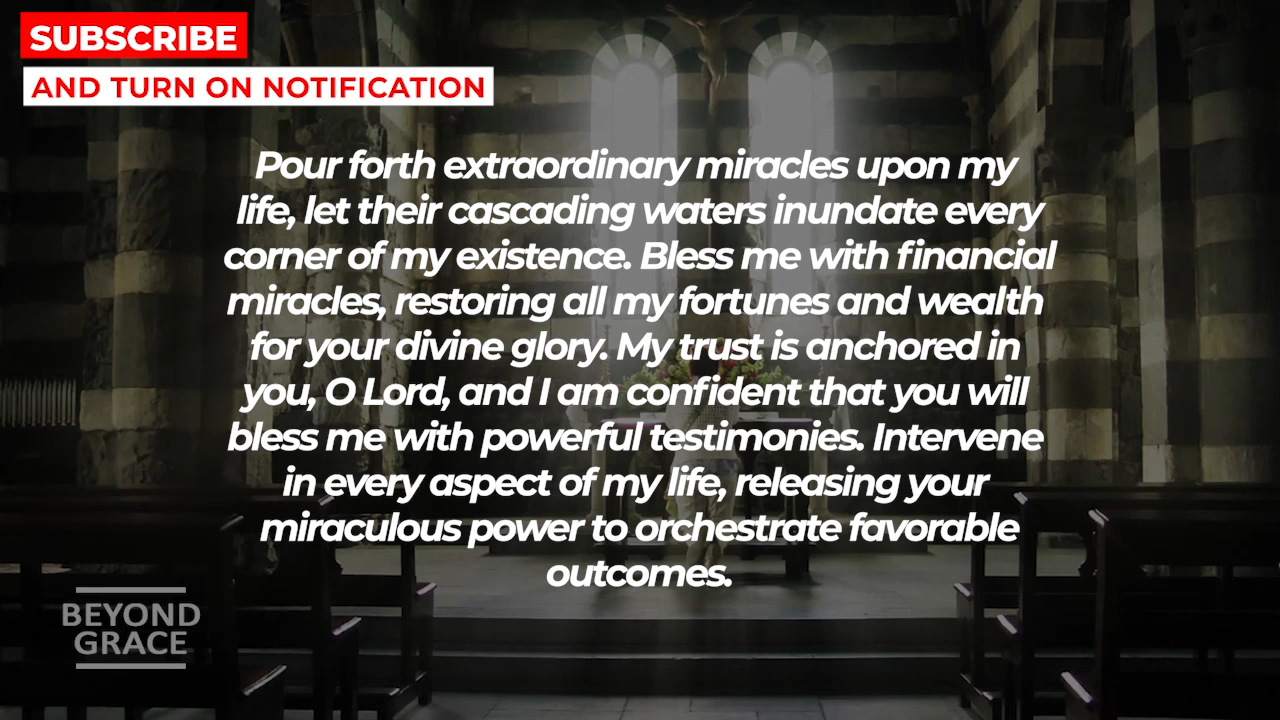 SUBSCRIBE
AND TURN ON NOTIFICATION
Pour forth extraordinary miracles upon my
life, let their cascading waters inundate every
corner of my existence. Bless me with financial
miracles, restoring all my fortunes and wealth
for your divine glory. My trust is anchored in
you, O Lord, and I am confident that you will
bless me with powerful testimonies. Intervene
in every aspect of my life, releasing your
miraculous power to orchestrate favorable
outcomes.
BEYOND
GRACE